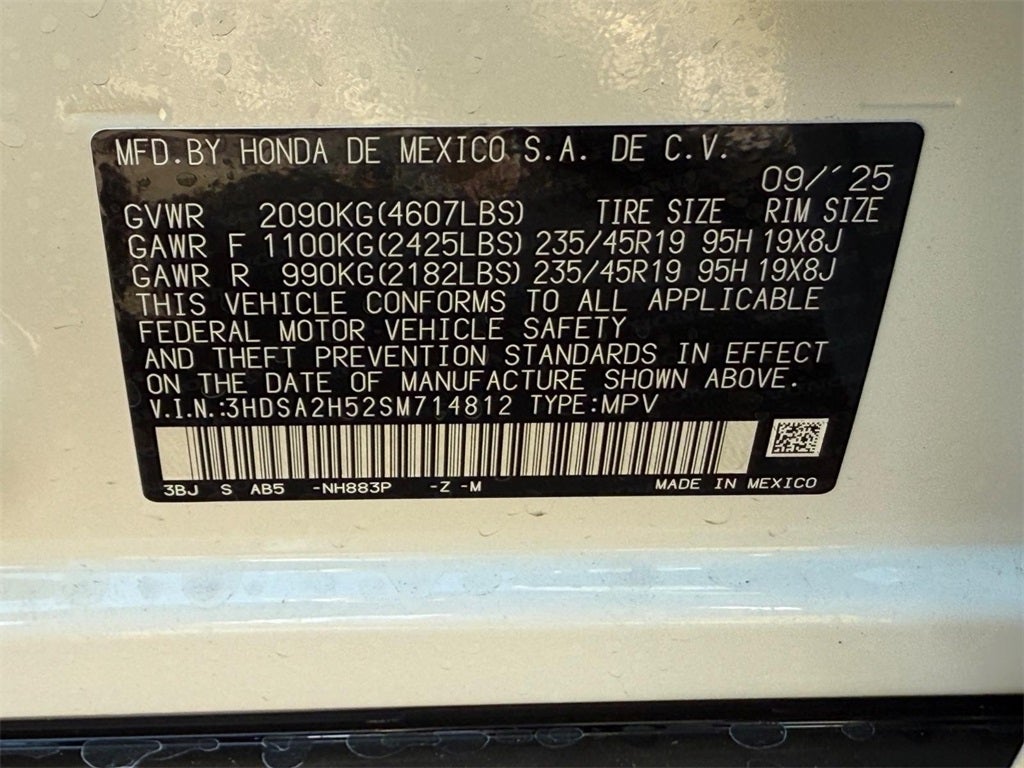 MFD.BY HONDA DE MEXICO S.A. DE C.V.
09/´25
GVWR 2090KG(4607LBS) TIRE SIZE RIM SIZE
GAWR F 1100KG(2425LBS) 235/45R19 95H 19X8J
GAWR R 990KG(2182LBS) 235/45R19 95H 19X8J
THIS VEHICLE CONFORMS TO ALL APPLICABLE
FEDERAL MOTOR VEHICLE SAFETY
AND THEFT PREVENTION STANDARDS IN EFFECT
ON THE DATE OF MANUFACTURE SHOWN ABOVE.
V.I.N.:3HDSA2H52SM714812 TYPE:MPV
3BJ S AB5 -NH883P -Z -M MADE IN MEXICO